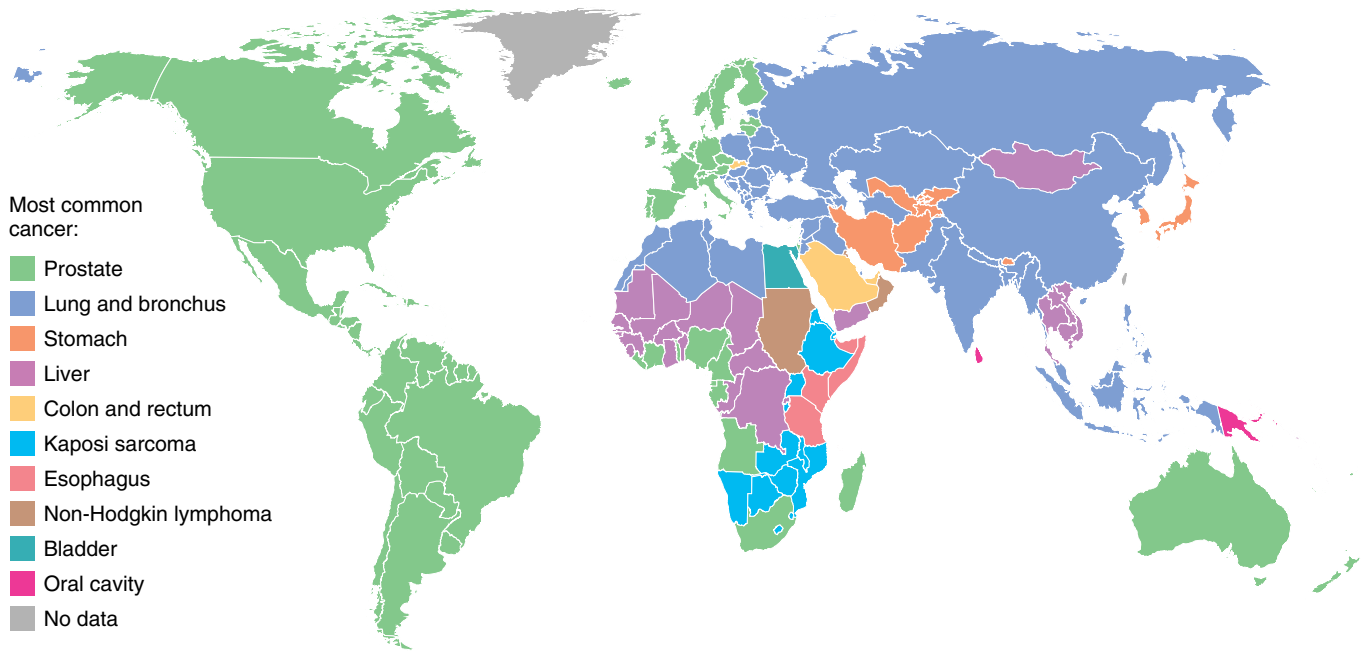 Most common
cancer:
Prostate
Lung and bronchus
Stomach
Liver
Colon and rectum
Kaposi sarcoma
Esophagus
Non-Hodgkin lymphoma
Bladder
Oral cavity
No data